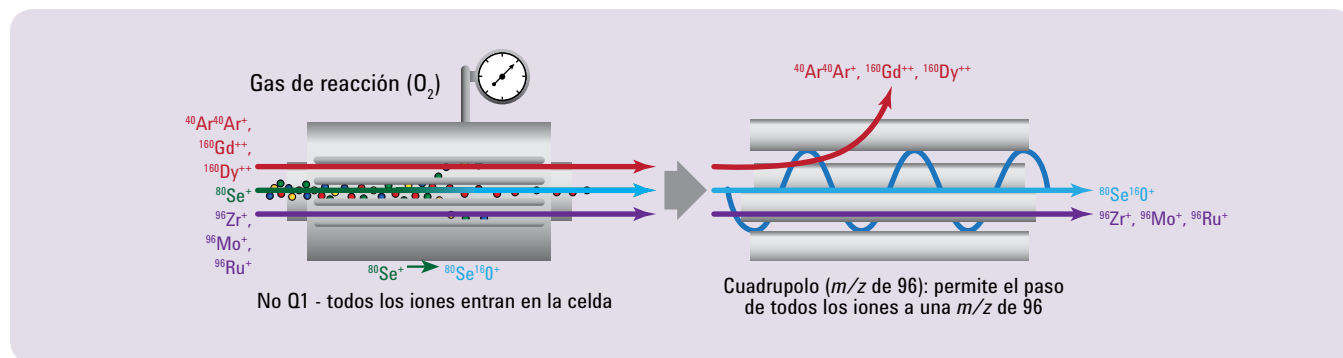 Gas de reacción (O₂)
⁴⁰Ar⁴⁰Ar⁺,
¹⁶⁰Gd⁺⁺,
¹⁶⁰Dy⁺⁺
⁸⁰Se⁺
⁹⁶Zr⁺,
⁹⁶Mo⁺,
⁹⁶Ru⁺
⁸⁰Se⁺ ⁸⁰Se¹⁶O⁺
No Q1 - todos los iones entran en la celda
⁴⁰Ar⁴⁰Ar⁺, ¹⁶⁰Gd⁺⁺, ¹⁶⁰Dy⁺⁺
⁸⁰Se¹⁶O⁺
⁹⁶Zr⁺, ⁹⁶Mo⁺, ⁹⁶Ru⁺
Cuadrupolo (m/z de 96): permite el paso
de todos los iones a una m/z de 96